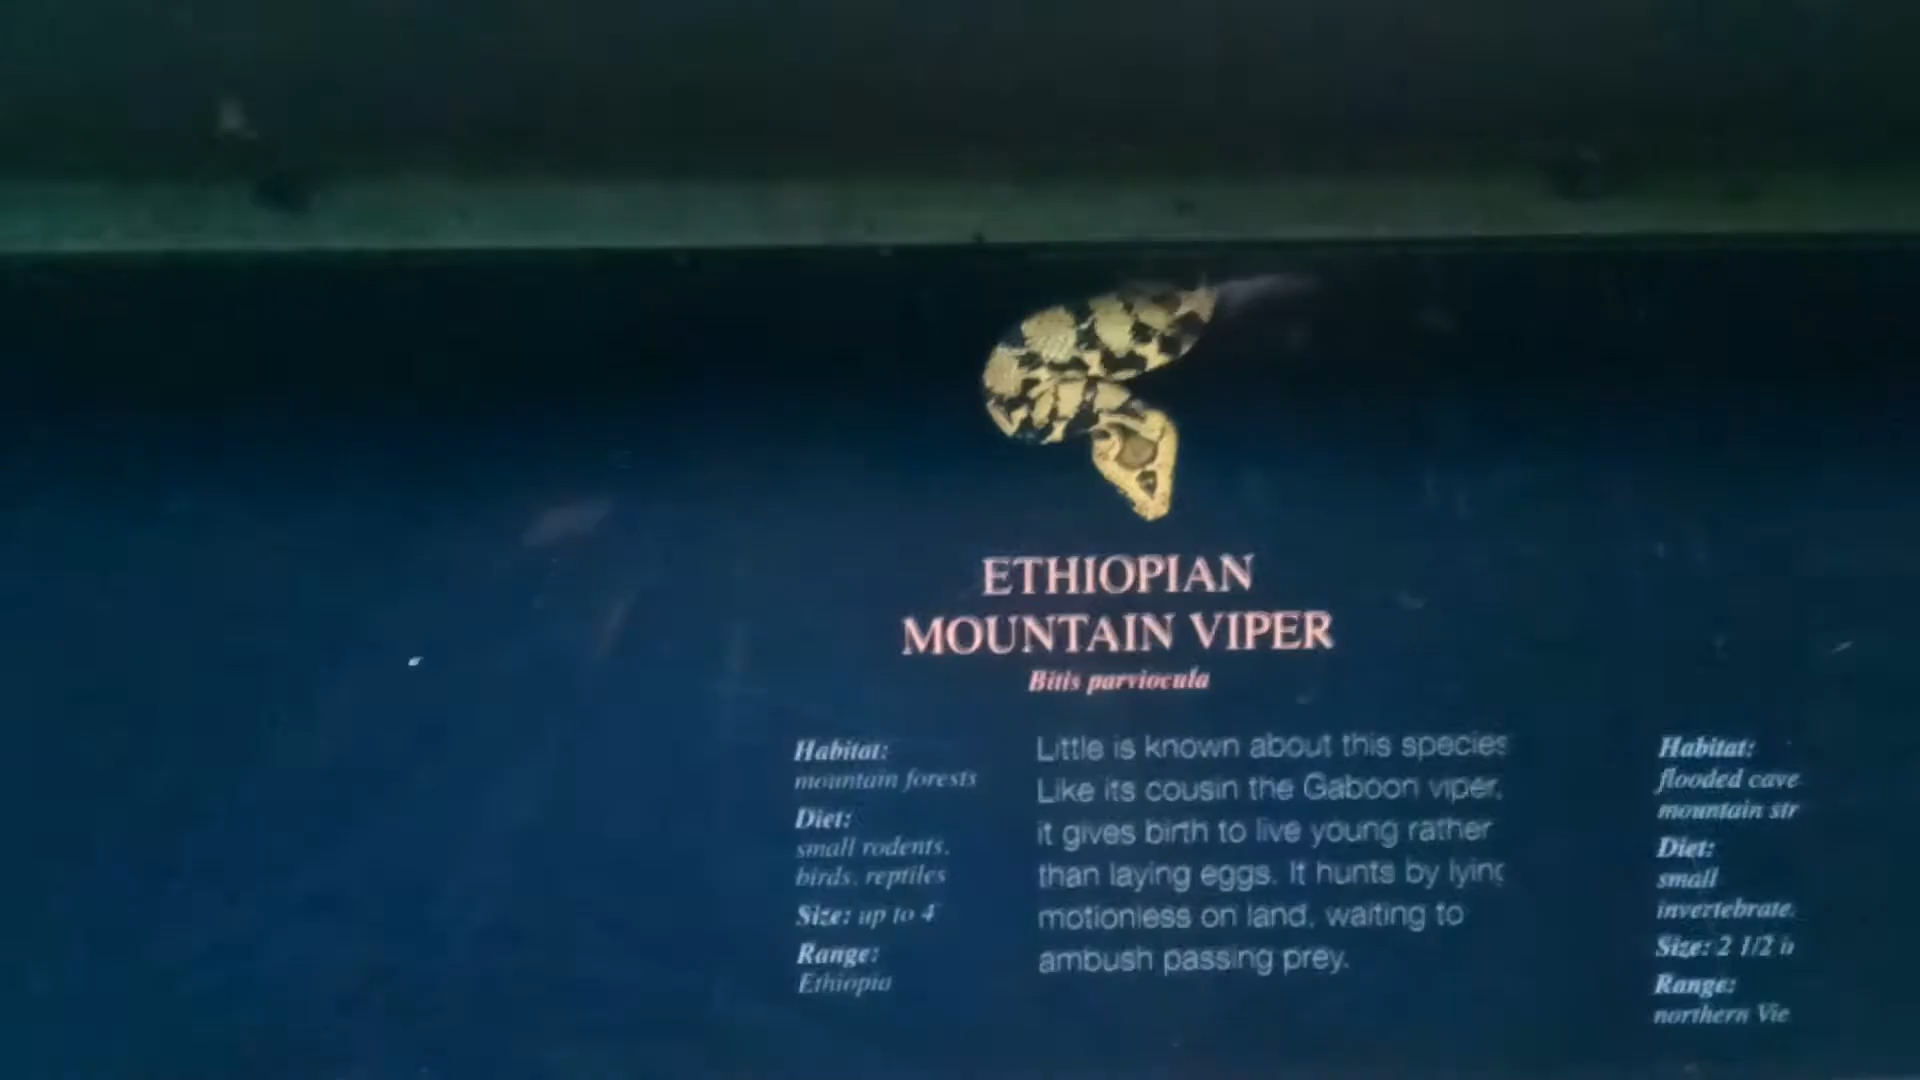 ETHIOPIAN
MOUNTAIN VIPER
Bitis parviocula
Habitat:
mountain forests
Diet:
small rodents,
birds, reptiles
Size: up to 4'
Range:
Ethiopia
Little is known about this species
Like its cousin the Gaboon viper,
it gives birth to live young rather
than laying eggs. It hunts by lying
motionless on land, waiting to
ambush passing prey.
Habitat:
flooded cave
mountain str
Diet:
small
invertebrate
Size: 2 1/2
Range:
northern Vie